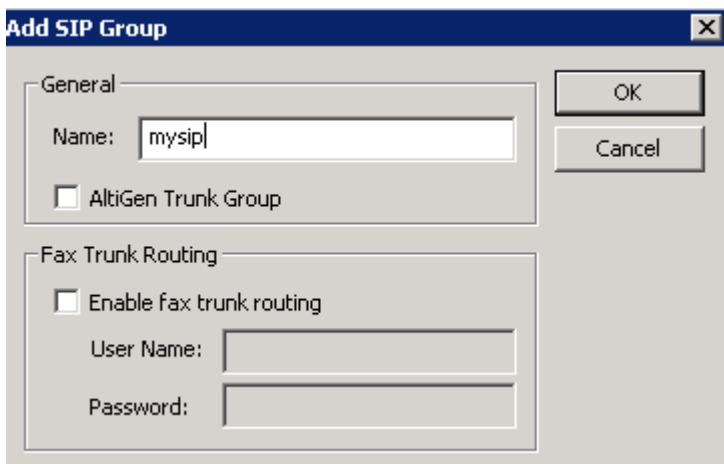 Add SIP Group
General
Name: mysip
AltiGen Trunk Group
OK
Cancel
Fax Trunk Routing
Enable fax trunk routing
User Name:
Password: